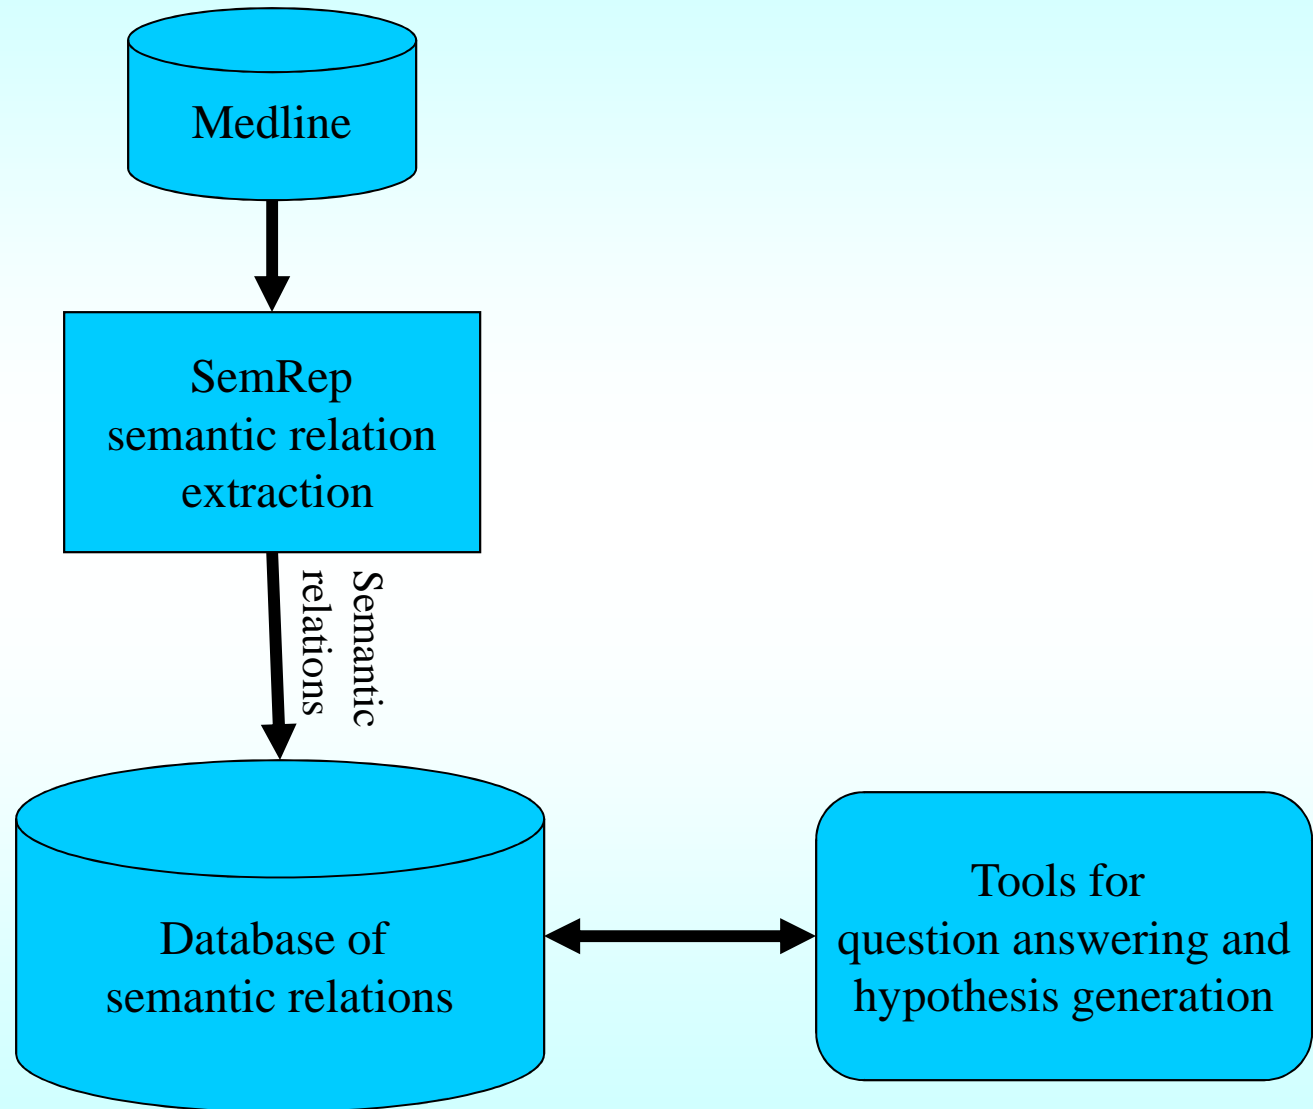 Medline
SemRep
semantic relation
extraction
Semantic
relations
Database of
semantic relations
Tools for
question answering and
hypothesis generation